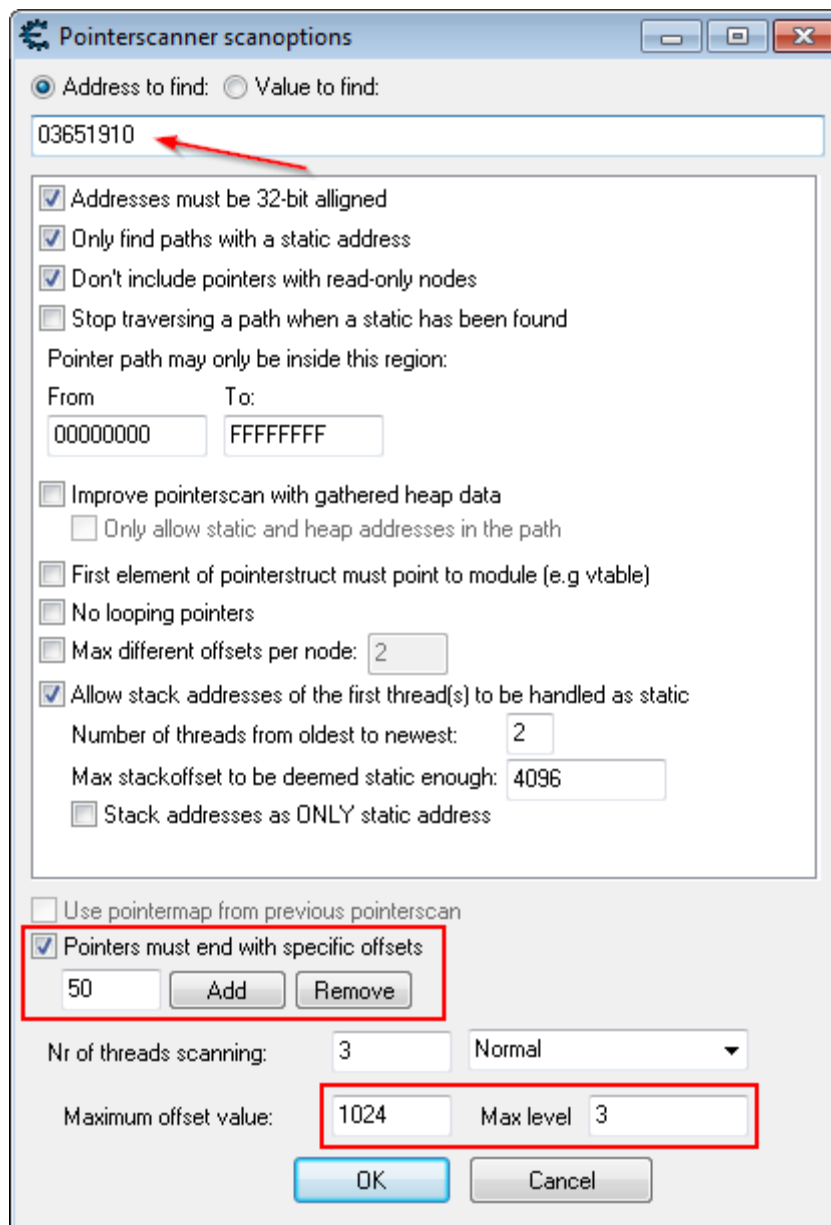 Pointerscanner scanoptions
Address to find: Value to find:
03651910
Addresses must be 32-bit alligned
Only find paths with a static address
Don't include pointers with read-only nodes
Stop traversing a path when a static has been found
Pointer path may only be inside this region:
From To:
00000000 FFFFFFFF
Improve pointerscan with gathered heap data
Only allow static and heap addresses in the path
First element of pointerstruct must point to module (e.g vtable)
No looping pointers
Max different offsets per node: 2
Allow stack addresses of the first thread(s) to be handled as static
Number of threads from oldest to newest: 2
Max stackoffset to be deemed static enough: 4096
Stack addresses as ONLY static address
Use pointermap from previous pointerscan
Pointers must end with specific offsets
50 Add Remove
Nr of threads scanning: 3 Normal
Maximum offset value: 1024 Max level 3
OK Cancel